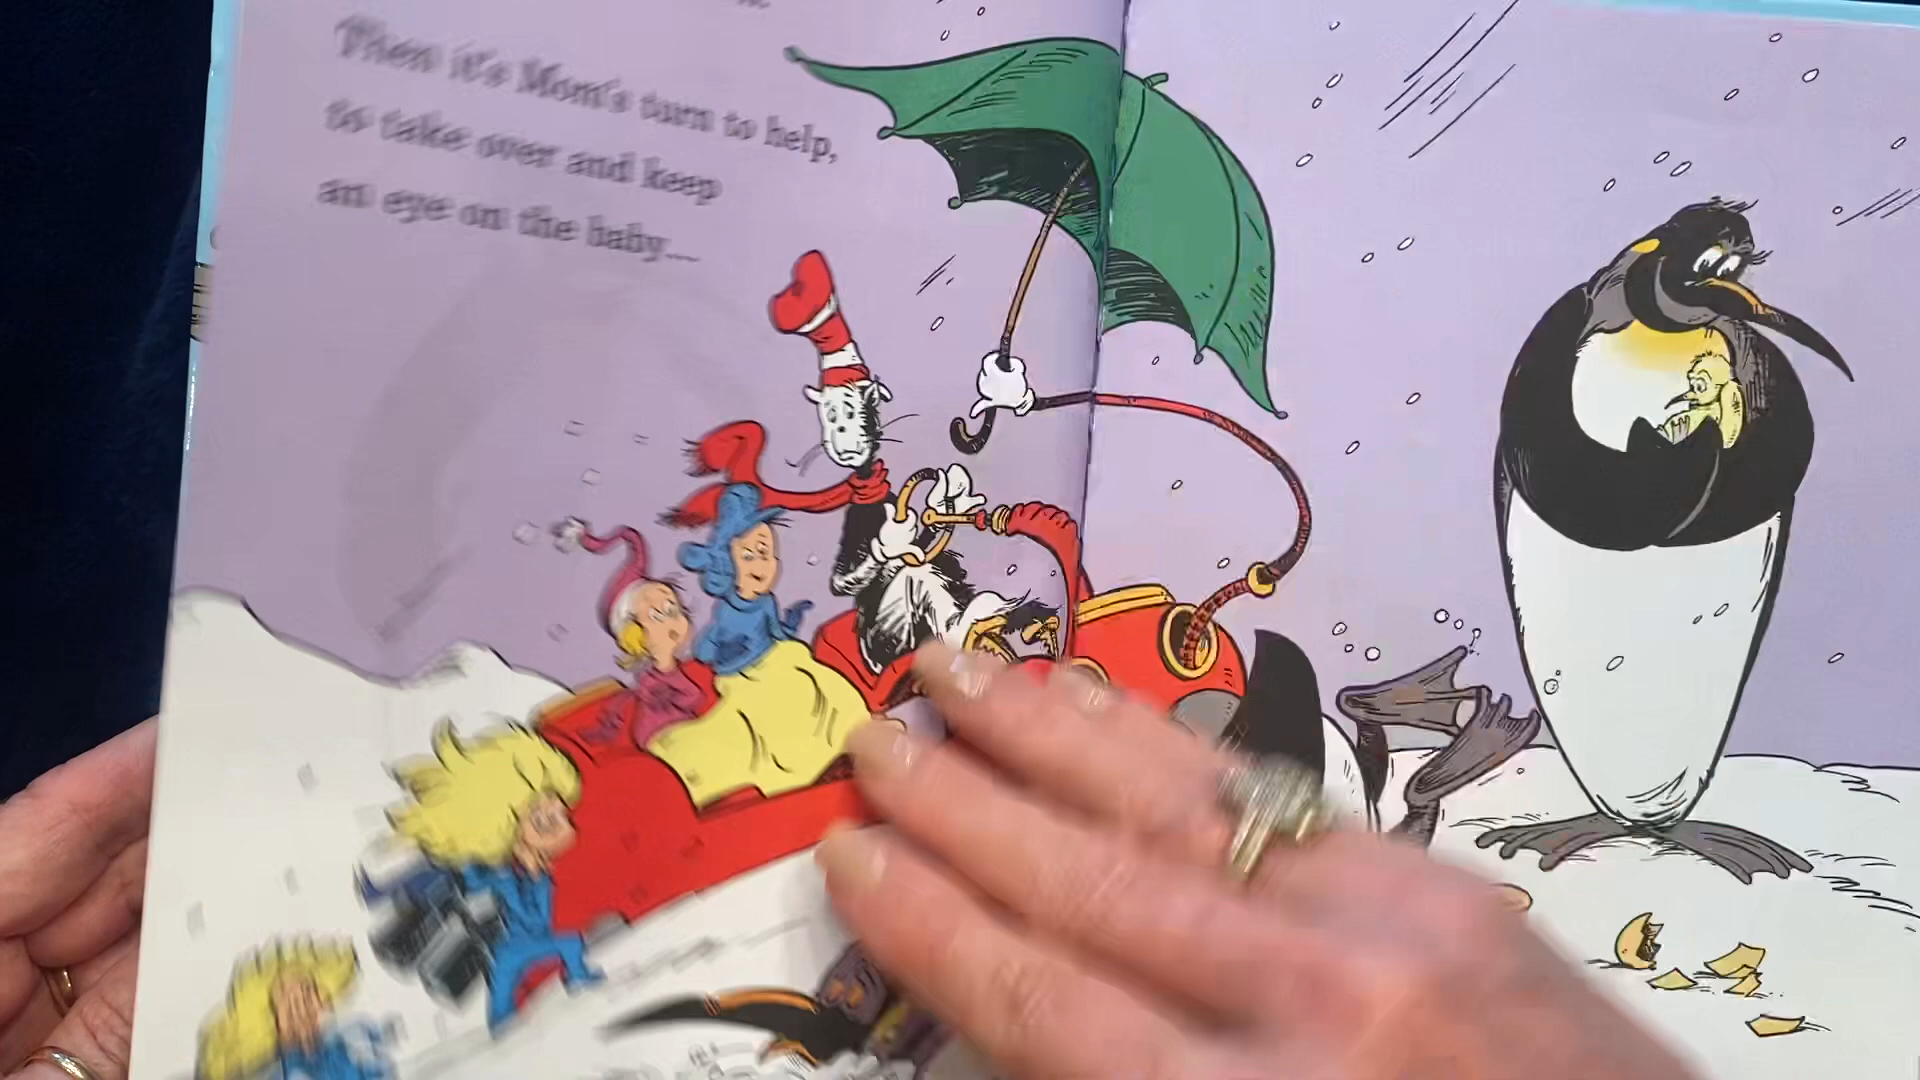 Then it's Mom's turn to help,
to take over and keep
an eye on the baby...